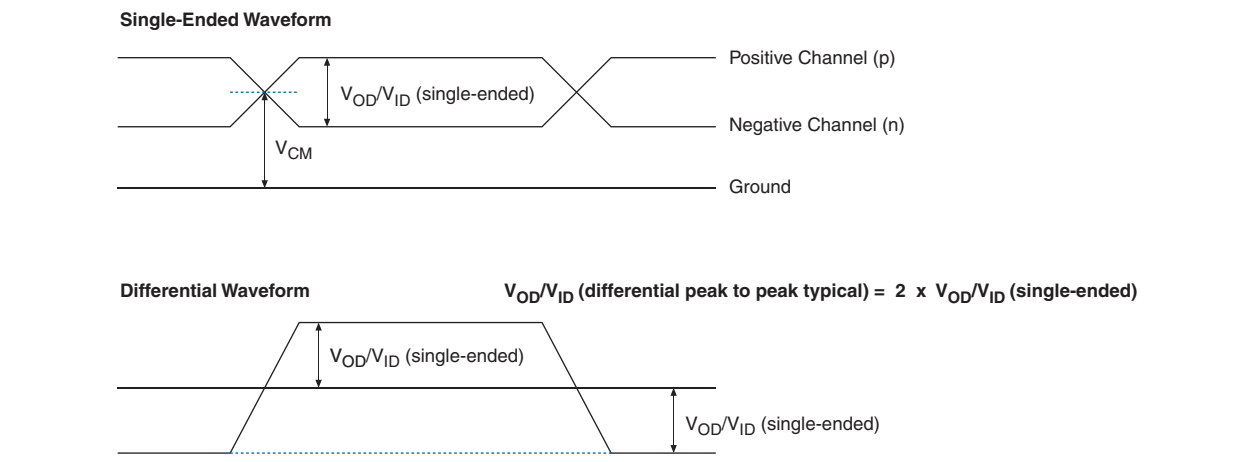 Single-Ended Waveform
Positive Channel (p)
VOD/VID (single-ended)
Negative Channel (n)
VCM
Ground
Differential Waveform
VOD/VID (differential peak to peak typical) = 2 x VOD/VID (single-ended)
VOD/VID (single-ended)
VOD/VID (single-ended)